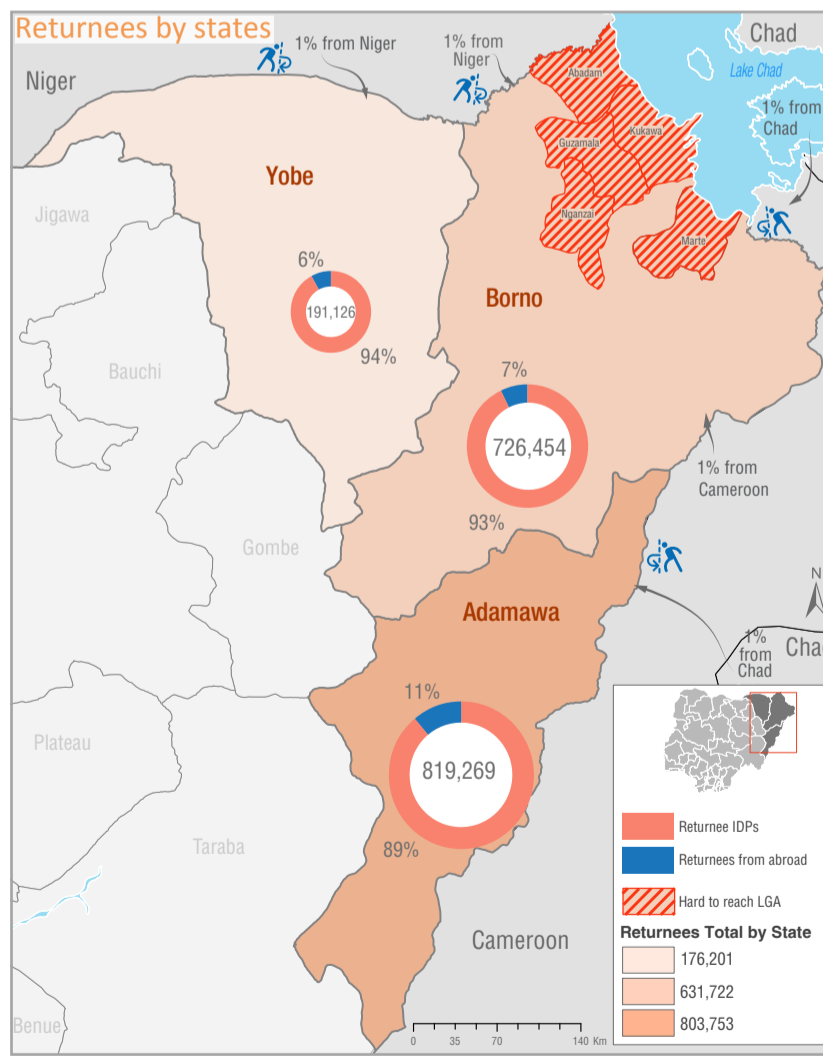 Returnees by states
Niger
1% from Niger
1% from
Niger
Chad
Lake Chad
1% from
Chad
Abadam
Kukawa
Guzamala
Nganzai
Marte
Yobe
Jigawa
6%
191,126
94%
Borno
Bauchi
7%
726,454
93%
1% from
Cameroon
Gombe
Adamawa
N
1%
from
Chad
Cha
11%
819,269
89%
Plateau
Taraba
Cameroon
Benue
0 35 70 140 Km
Returnee IDPs
Returnees from abroad
Hard to reach LGA
Returnees Total by State
176,201
631,722
803,753